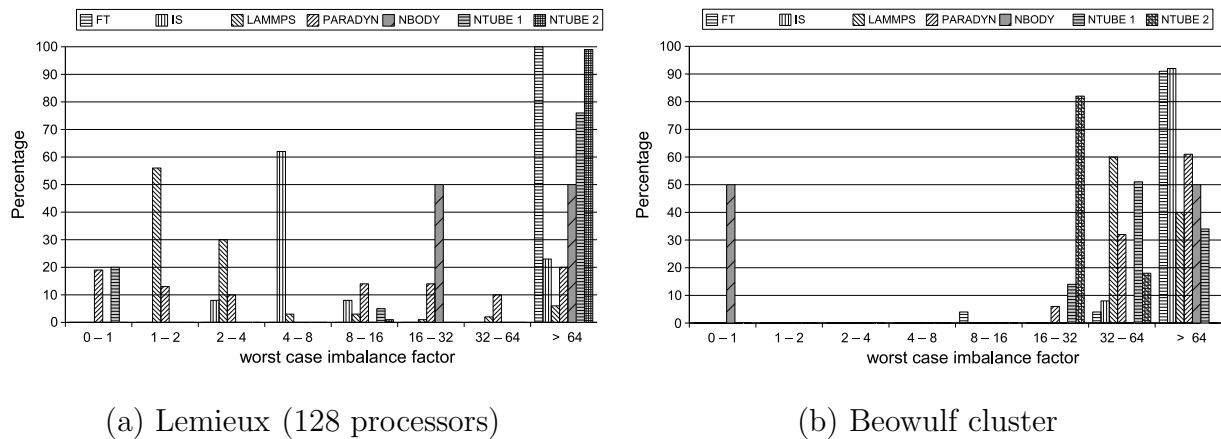 FT IS LAMMPS PARADYN NBODY NTUBE 1 NTUBE 2
100
90
80
70
60
50
40
30
20
10
0
Percentage
0 – 1 1 – 2 2 – 4 4 – 8 8 – 16 16 – 32 32 – 64 > 64
worst case imbalance factor
(a) Lemieux (128 processors)
FT IS LAMMPS PARADYN NBODY NTUBE 1 NTUBE 2
100
90
80
70
60
50
40
30
20
10
0
Percentage
0 – 1 1 – 2 2 – 4 4 – 8 8 – 16 16 – 32 32 – 64 > 64
worst case imbalance factor
(b) Beowulf cluster